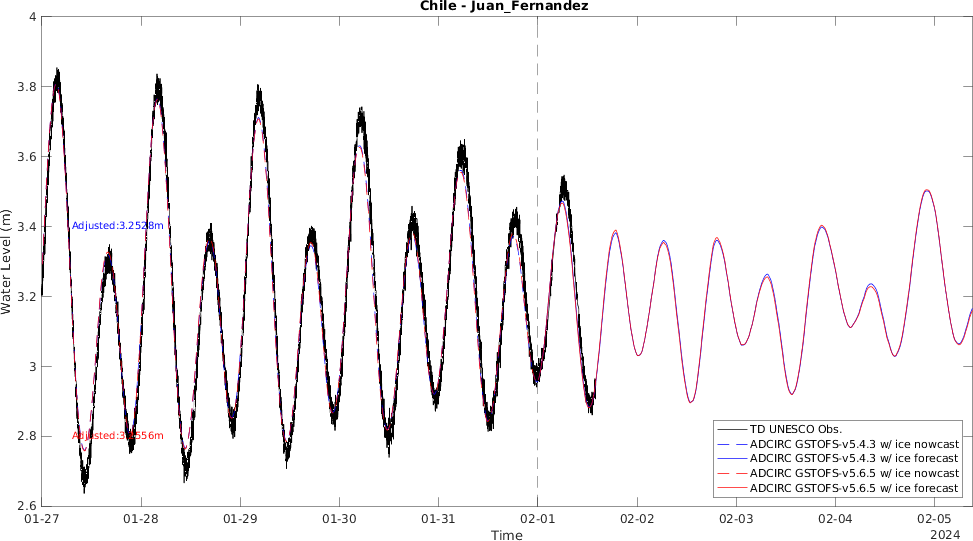 Chile - Juan_Fernandez
4
3.8
3.6
3.4
3.2
3
2.8
2.6
Water Level (m)
Adjusted:3.2528m
01-27
01-28
01-29
01-30
01-31
02-01
02-02
02-03
02-04
02-05
2024
Time
TD UNESCO Obs.
ADCIRC GSTOFS-v5.4.3 w/ ice nowcast
ADCIRC GSTOFS-v5.4.3 w/ ice forecast
ADCIRC GSTOFS-v5.6.5 w/ ice nowcast
ADCIRC GSTOFS-v5.6.5 w/ ice forecast